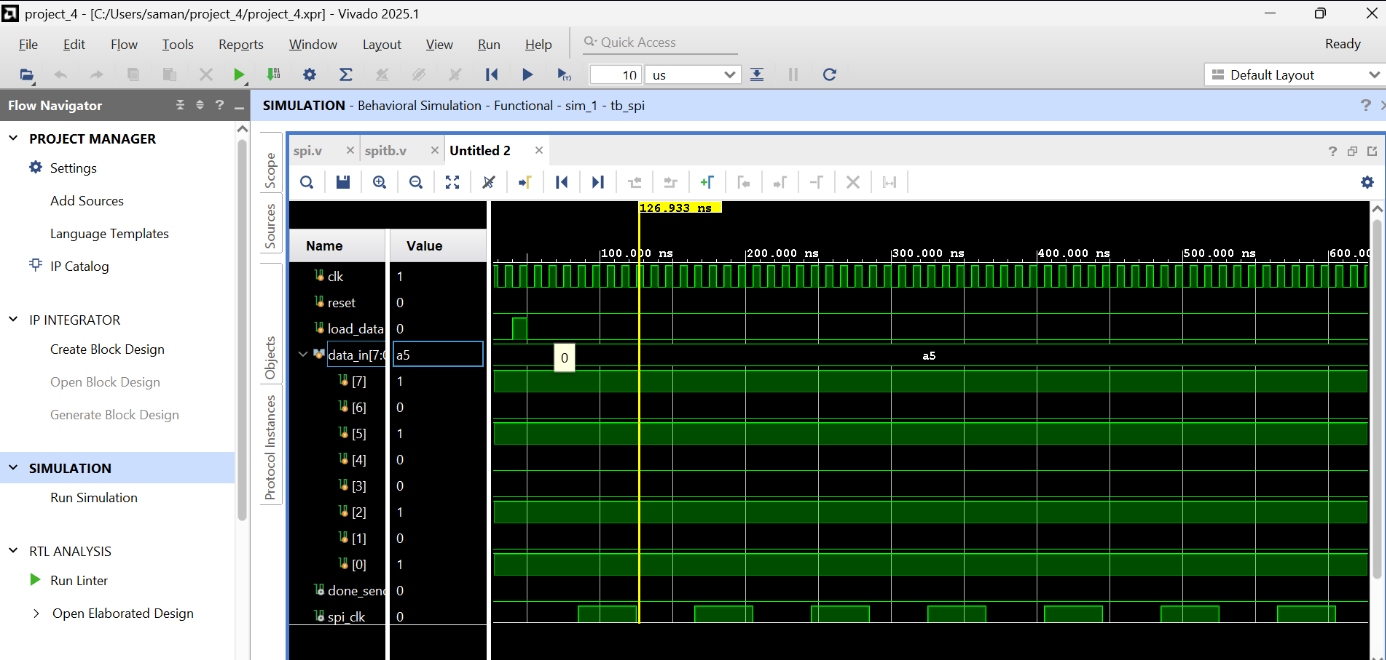 project_4 - [C:/Users/saman/project_4/project_4.xpr] - Vivado 2025.1
File Edit Flow Tools Reports Window Layout View Run Help Quick Access Ready
10 us Default Layout
Flow Navigator ? SIMULATION - Behavioral Simulation - Functional - sim_1 - tb_spi ?
PROJECT MANAGER
Settings
Add Sources
Language Templates
IP Catalog
IP INTEGRATOR
Create Block Design
Open Block Design
Generate Block Design
SIMULATION
Run Simulation
RTL ANALYSIS
Run Linter
Open Elaborated Design
Scope
Sources
Objects
Protocol Instances
spi.v spitb.v Untitled 2 ?
126.933 ns
Name Value
100.000 ns 200.000 ns 300.000 ns 400.000 ns 500.000 ns 600.00
clk 1
reset 0
load_data 0
data_in[7:0 a5 a5
0
[7] 1
[6] 0
[5] 1
[4] 0
[3] 0
[2] 1
[1] 0
[0] 1
done_send 0
spi_clk 0